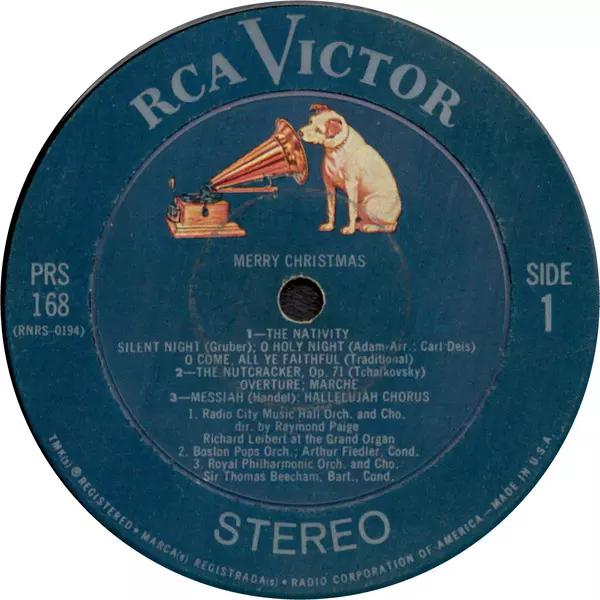 RCA VICTOR
MERRY CHRISTMAS
PRS
168
(RNRS-0194)
SIDE
1
1—THE NATIVITY
SILENT NIGHT (Gruber); O HOLY NIGHT (Adam-Arr.: Carl Deis)
O COME, ALL YE FAITHFUL (Traditional)
2—THE NUTCRACKER, Op. 71 (Tchaikovsky)
OVERTURE; MARCHE
3—MESSIAH (Handel): HALLELUJAH CHORUS
1. Radio City Music Hall Orch. and Cho.
dir. by Raymond Paige
Richard Leibert at the Grand Organ
2. Boston Pops Orch.; Arthur Fiedler, Cond.
3. Royal Philharmonic Orch. and Cho.
Sir Thomas Beecham, Bart., Cond.
STEREO
TMK(s) ® REGISTERED • MARCA(s) REGISTRADA(s) • RADIO CORPORATION OF AMERICA—MADE IN U.S.A.